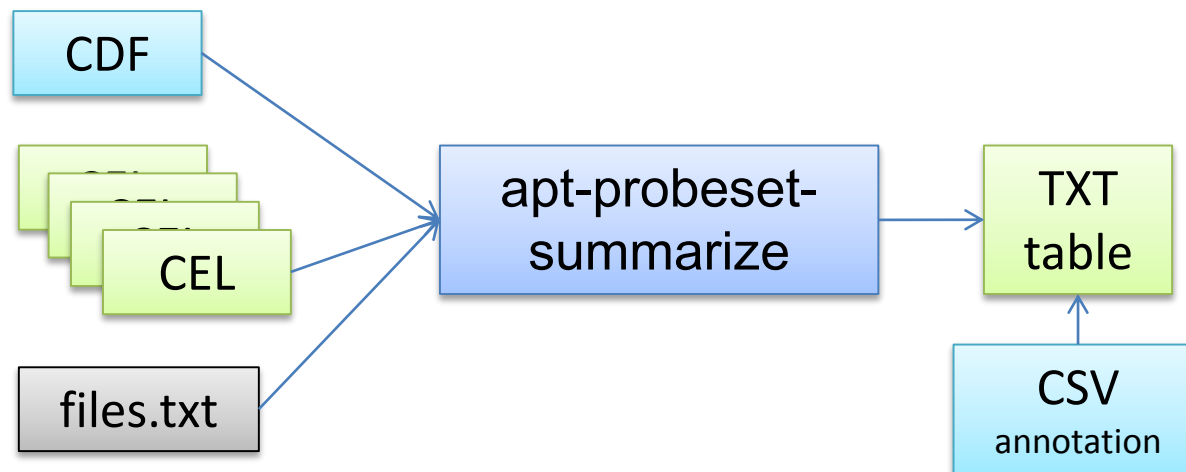 CDF
CEL
files.txt
apt-probeset-
summarize
TXT
table
CSV
annotation